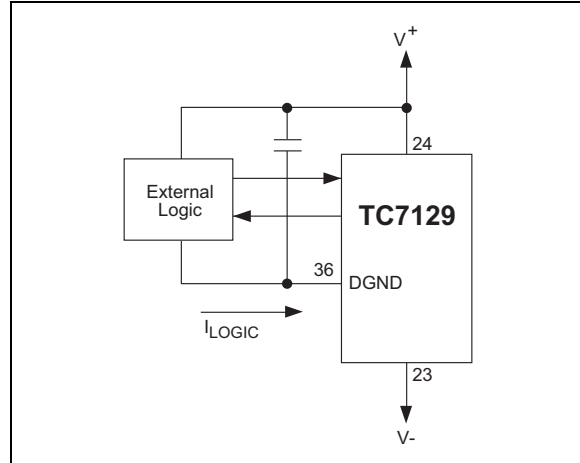 V+
24
External
Logic
TC7129
36
DGND
ILOGIC
23
V-